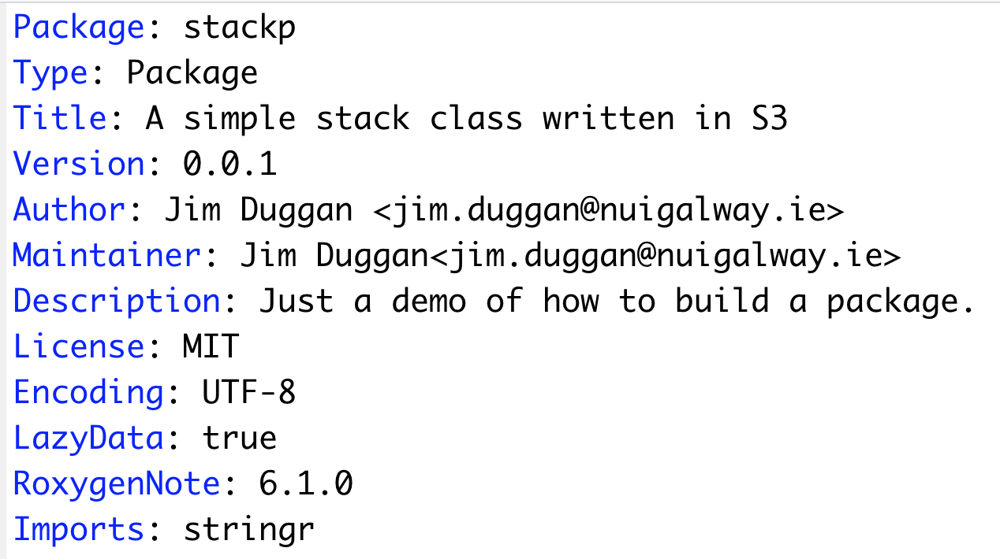 Package: stackp
Type: Package
Title: A simple stack class written in S3
Version: 0.0.1
Author: Jim Duggan <jim.duggan@nuigalway.ie>
Maintainer: Jim Duggan<jim.duggan@nuigalway.ie>
Description: Just a demo of how to build a package.
License: MIT
Encoding: UTF-8
LazyData: true
RoxygenNote: 6.1.0
Imports: stringr